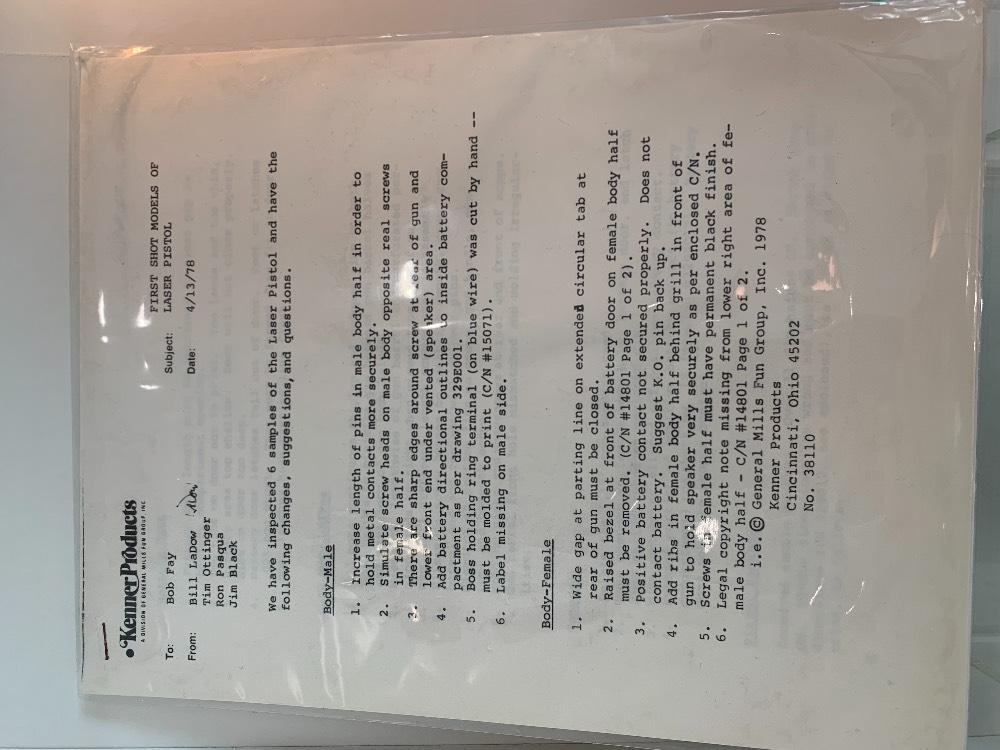 Kenner Products
A DIVISION OF GENERAL MILLS FUN GROUP, INC.
To: Bob Fay
Subject: FIRST SHOT MODELS OF
LASER PISTOL
From: Bill LaDow
Tim Ottinger
Ron Pasqua
Jim Black
Date: 4/13/78
We have inspected 6 samples of the Laser Pistol and have the
following changes, suggestions, and questions.
Body-Male
1. Increase length of pins in male body half in order to
hold metal contacts more securely.
2. Simulate screw heads on male body opposite real screws
in female half.
3. There are sharp edges around screw at rear of gun and
lower front end under vented (speaker) area.
4. Add battery directional outlines to inside battery com-
pactment as per drawing 329E001.
5. Boss holding ring terminal (on blue wire) was cut by hand --
must be molded to print (C/N #15071).
6. Label missing on male side.
Body-Female
1. Wide gap at parting line on extended circular tab at
rear of gun must be closed.
2. Raised bezel at front of battery door on female body half
must be removed. (C/N #14801 Page 1 of 2).
3. Positive battery contact not secured properly. Does not
contact battery. Suggest K.O. pin back up.
4. Add ribs in female body half behind grill in front of
gun to hold speaker very securely as per enclosed C/N.
5. Screws in female half must have permanent black finish.
6. Legal copyright note missing from lower right area of fe-
male body half - C/N #14801 Page 1 of 2.
i.e. © General Mills Fun Group, Inc. 1978
Kenner Products
Cincinnati, Ohio 45202
No. 38110